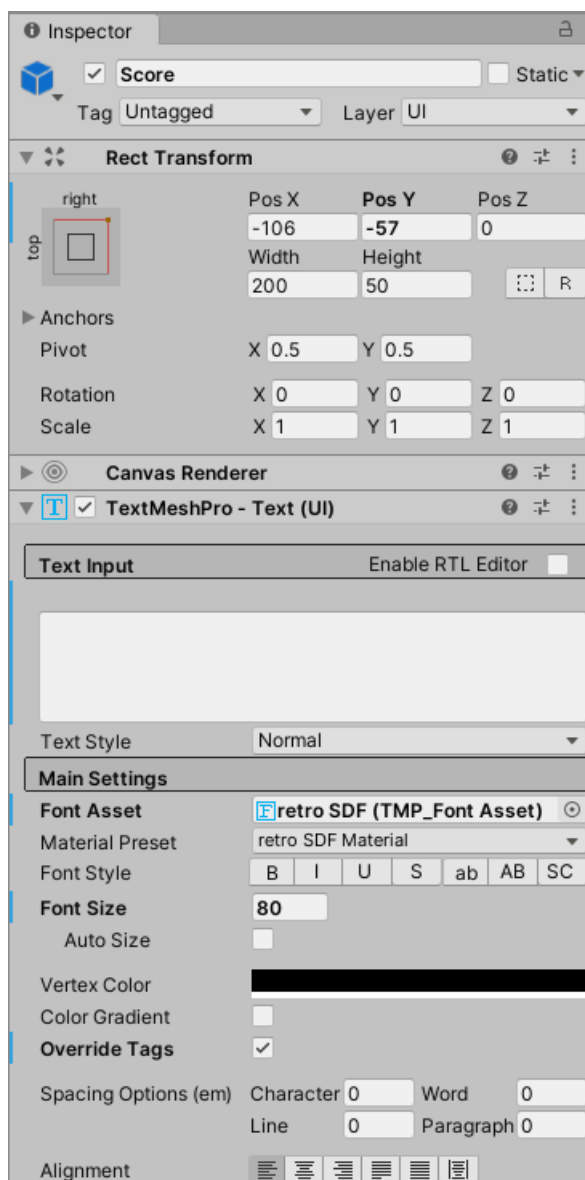 Inspector
Score
Static
Tag Untagged Layer UI
Rect Transform
right
top
Pos X Pos Y Pos Z
-106 -57 0
Width Height
200 50
R
Anchors
Pivot X 0.5 Y 0.5
Rotation X 0 Y 0 Z 0
Scale X 1 Y 1 Z 1
Canvas Renderer
T TextMeshPro - Text (UI)
Text Input Enable RTL Editor
Text Style Normal
Main Settings
Font Asset F retro SDF (TMP_Font Asset)
Material Preset retro SDF Material
Font Style B I U S ab AB SC
Font Size 80
Auto Size
Vertex Color
Color Gradient
Override Tags
Spacing Options (em) Character 0 Word 0
Line 0 Paragraph 0
Alignment